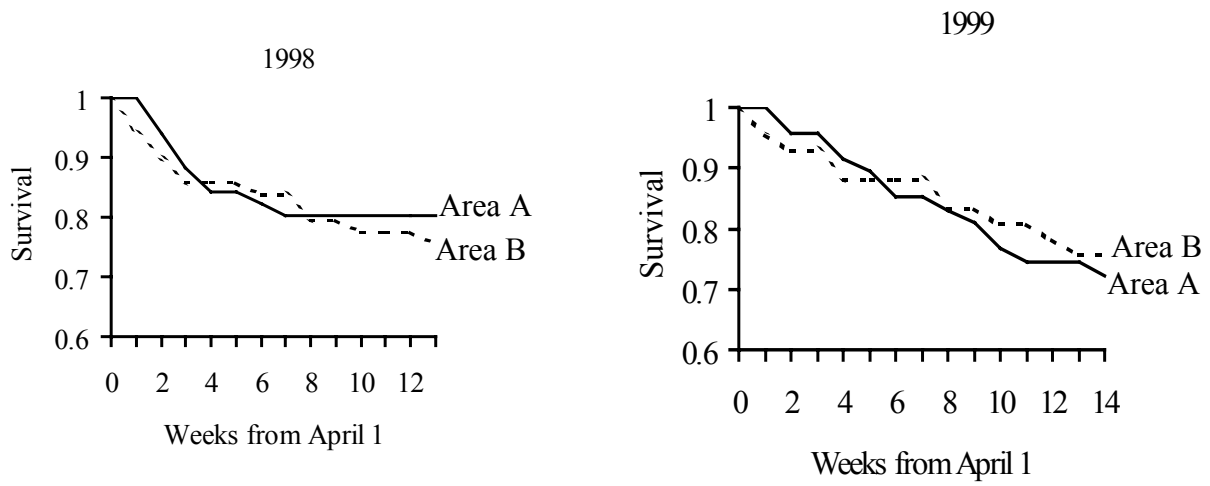 1998
1
0.9
0.8
0.7
0.6
Survival
Area A
Area B
0 2 4 6 8 10 12
Weeks from April 1
1999
1
0.9
0.8
0.7
0.6
Survival
Area B
Area A
0 2 4 6 8 10 12 14
Weeks from April 1